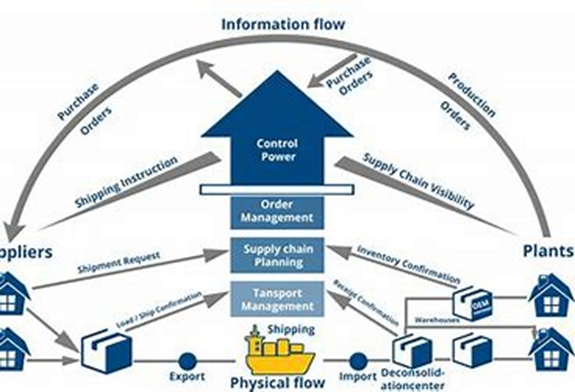 Information flow
Purchase
Orders
Purchase
Orders
Production
Orders
Control
Power
Shipping Instruction
Supply Chain Visibility
Order
Management
ppliers
Plants
Shipment Request
Supply chain
Planning
Inventory Confirmation
Load / Ship Confirmation
Tansport
Management
Receipt Confirmation
OEM
Warehouses
Shipping
Export
Import
Deconsolid-
ationcenter
Physical flow